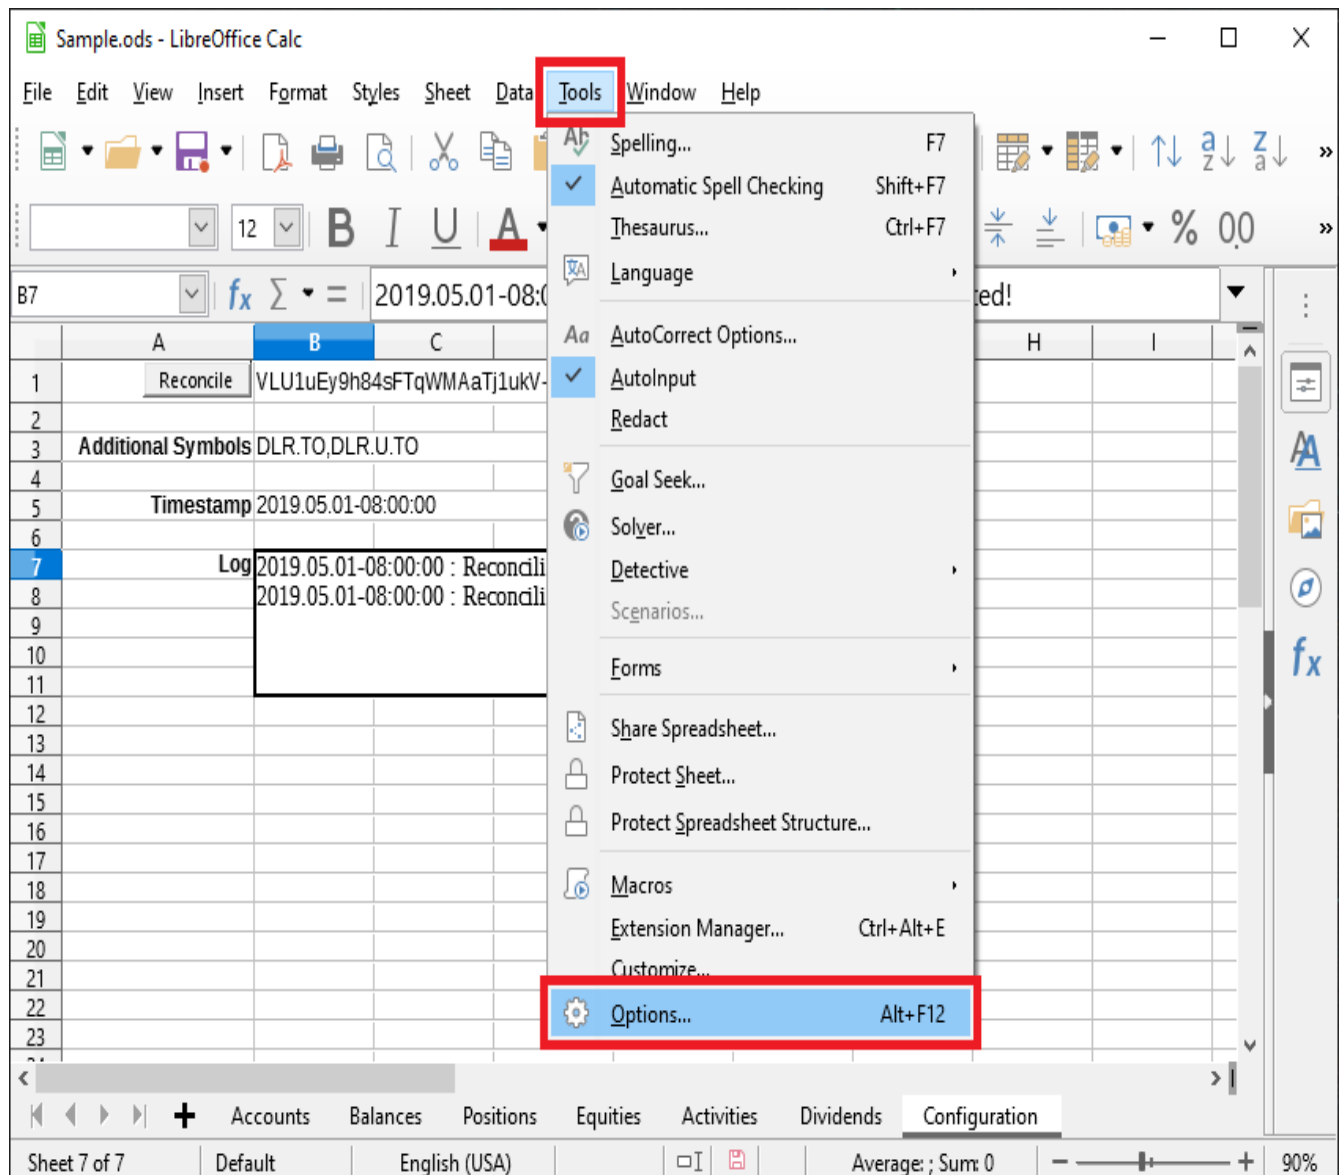 Sample.ods - LibreOffice Calc
File Edit View Insert Format Styles Sheet Data Tools Window Help
Spelling... F7
Automatic Spell Checking Shift+F7
Thesaurus... Ctrl+F7
Language
AutoCorrect Options...
AutoInput
Redact
Goal Seek...
Solver...
Detective
Scenarios...
Forms
Share Spreadsheet...
Protect Sheet...
Protect Spreadsheet Structure...
Macros
Extension Manager... Ctrl+Alt+E
Customize...
Options... Alt+F12
12 B I U A % 0,0
B7 fx Σ = 2019.05.01-08:0 ted!
A B C H I
1 Reconcile VLU1uEy9h84sFTqWMAaTj1ukV-
2
3 Additional Symbols DLR.TO,DLR.U.TO
4
5 Timestamp 2019.05.01-08:00:00
6
7 Log 2019.05.01-08:00:00 : Reconcili
8 2019.05.01-08:00:00 : Reconcili
9
10
11
12
13
14
15
16
17
18
19
20
21
22
23
Accounts Balances Positions Equities Activities Dividends Configuration
Sheet 7 of 7 Default English (USA) Average: ; Sum: 0 90%